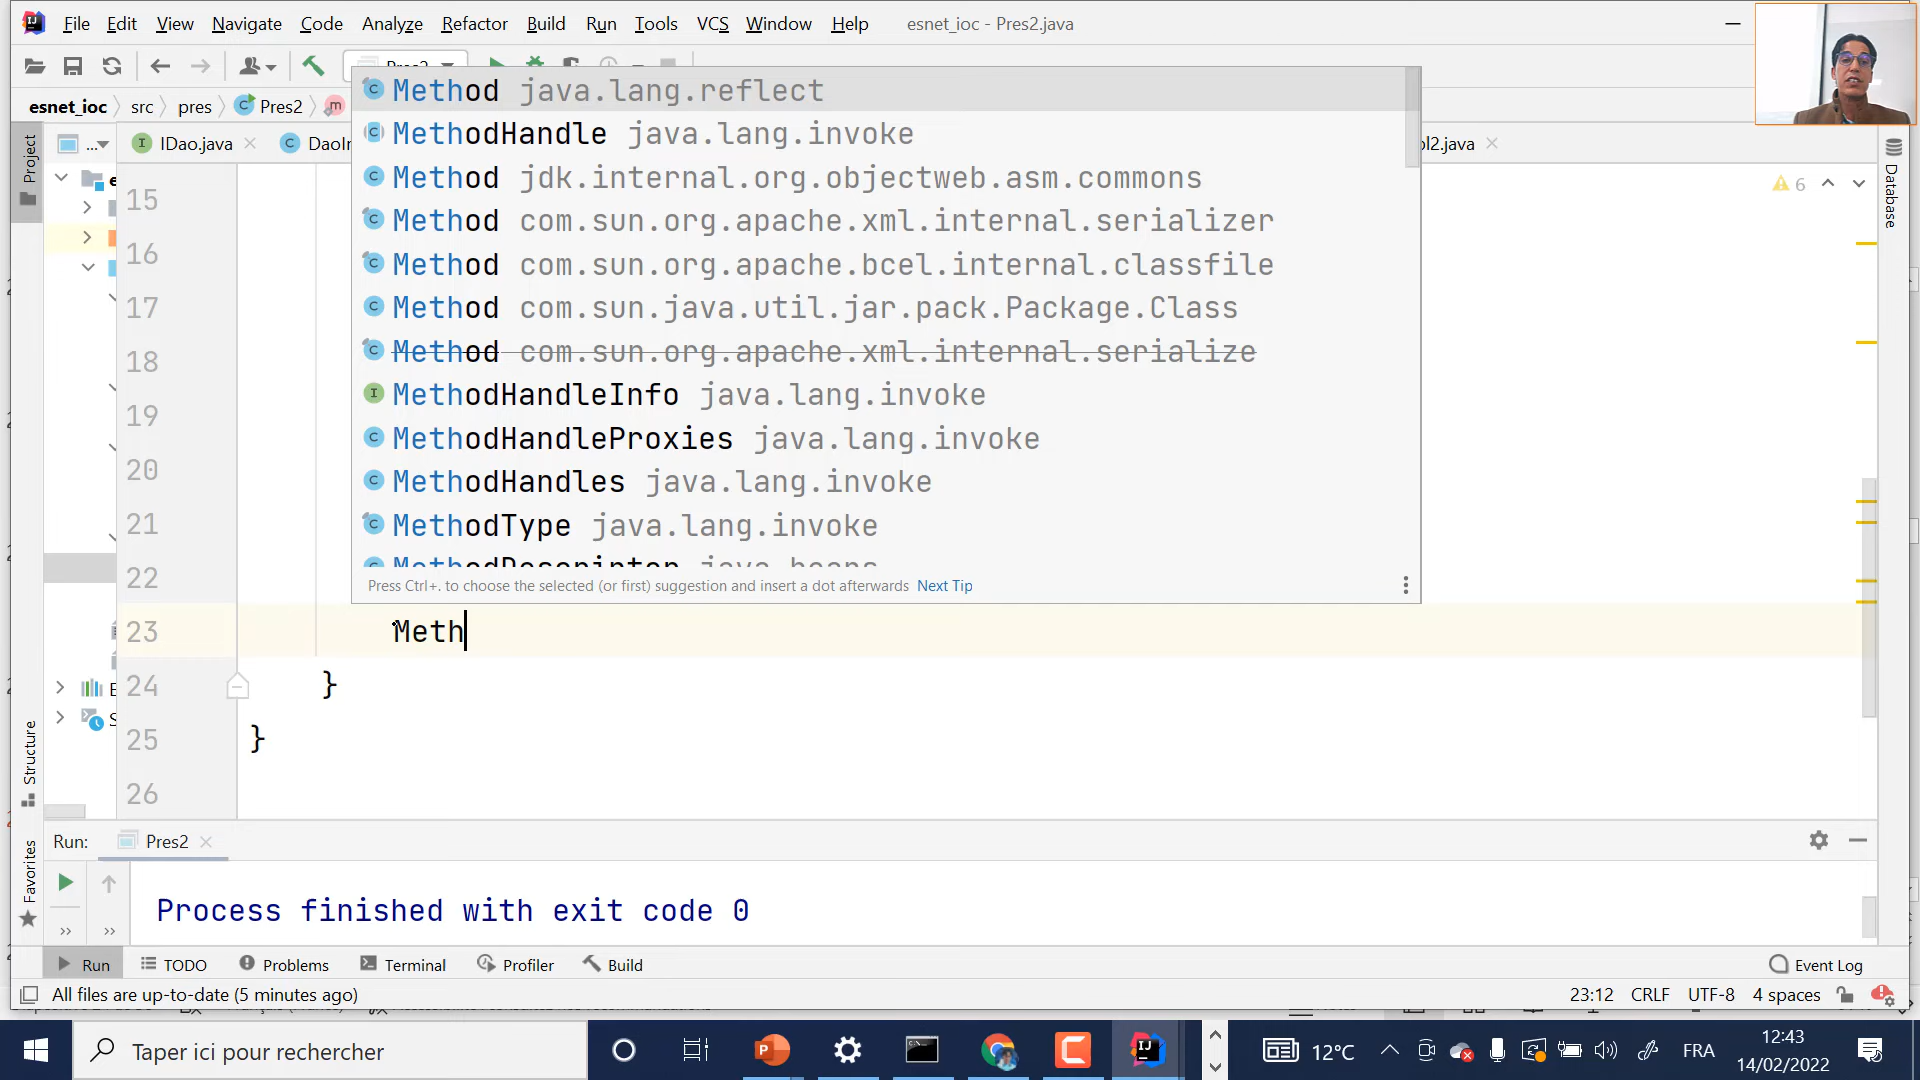 File Edit View Navigate Code Analyze Refactor Build Run Tools VCS Window Help esnet_ioc - Pres2.java
esnet_ioc src pres Pres2
Project
IDao.java
Database
6
Method java.lang.reflect
MethodHandle java.lang.invoke
Method jdk.internal.org.objectweb.asm.commons
Method com.sun.org.apache.xml.internal.serializer
Method com.sun.org.apache.bcel.internal.classfile
Method com.sun.java.util.jar.pack.Package.Class
Method com.sun.org.apache.xml.internal.serialize
MethodHandleInfo java.lang.invoke
MethodHandleProxies java.lang.invoke
MethodHandles java.lang.invoke
MethodType java.lang.invoke
MethodDescriptor java.beans
Press Ctrl+. to choose the selected (or first) suggestion and insert a dot afterwards Next Tip
15
16
17
18
19
20
21
22
23 Meth
24 }
25 }
26
Structure
Favorites
Run: Pres2
Process finished with exit code 0
Run TODO Problems Terminal Profiler Build Event Log
All files are up-to-date (5 minutes ago) 23:12 CRLF UTF-8 4 spaces
Taper ici pour rechercher 12°C FRA 12:43
14/02/2022